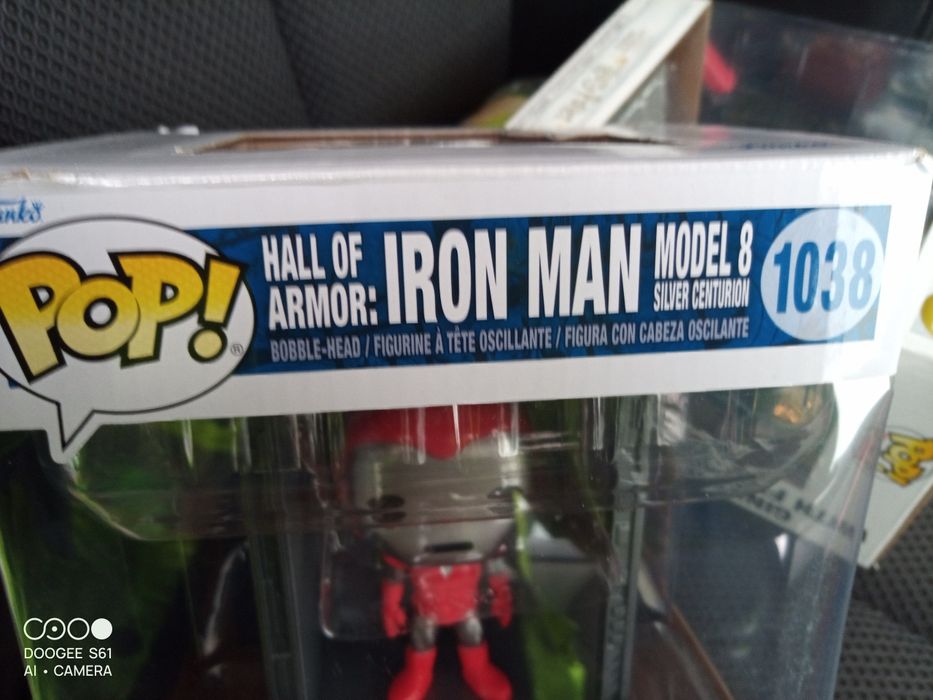 POP!
HALL OF ARMOR: IRON MAN MODEL 8 SILVER CENTURION
1038
BOBBLE-HEAD / FIGURINE À TÊTE OSCILLANTE / FIGURA CON CABEZA OSCILANTE
POP!
DOOGEE S61
AI • CAMERA